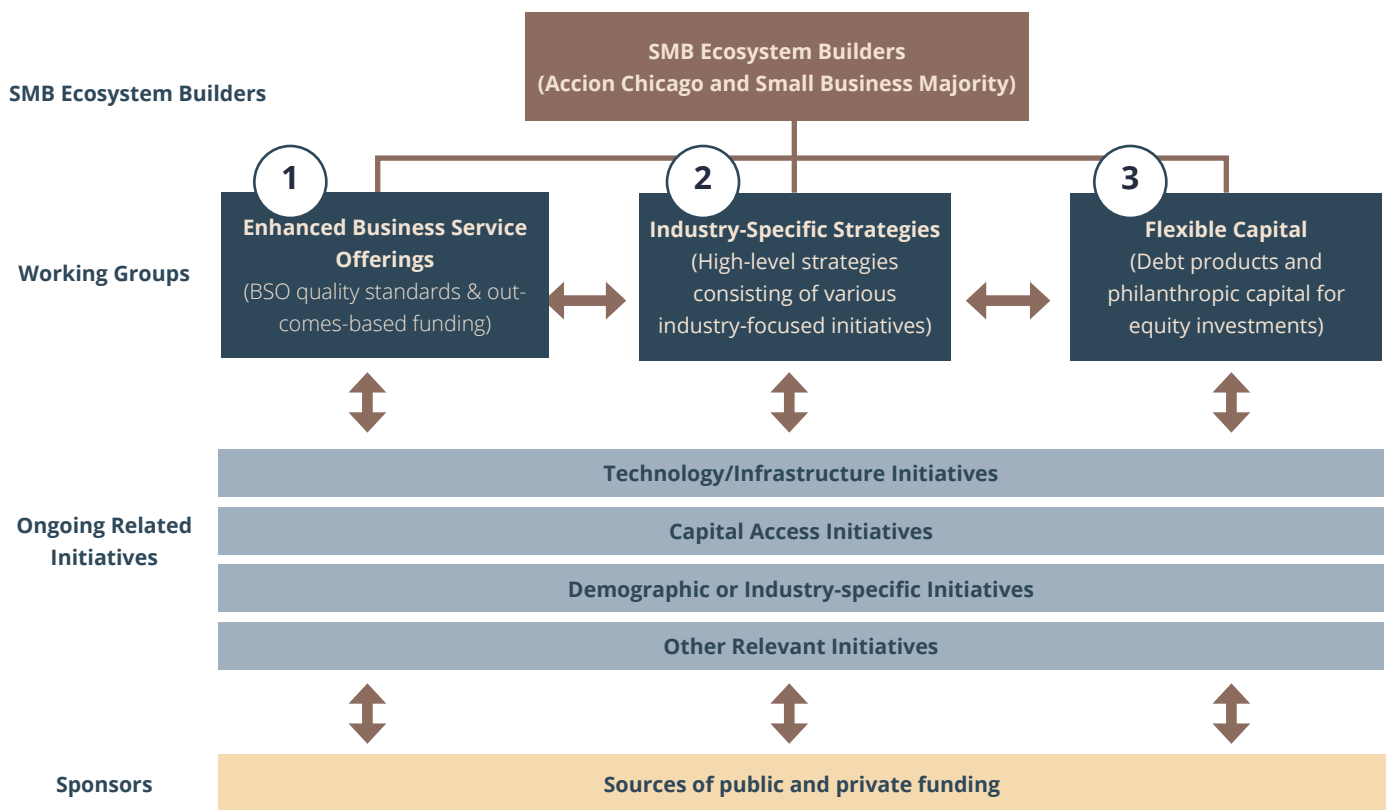 SMB Ecosystem Builders
(Accion Chicago and Small Business Majority)
SMB Ecosystem Builders
1
2
3
Working Groups
Enhanced Business Service
Offerings
(BSO quality standards & out-
comes-based funding)
Industry-Specific Strategies
(High-level strategies
consisting of various
industry-focused initiatives)
Flexible Capital
(Debt products and
philanthropic capital for
equity investments)
Ongoing Related
Initiatives
Technology/Infrastructure Initiatives
Capital Access Initiatives
Demographic or Industry-specific Initiatives
Other Relevant Initiatives
Sponsors
Sources of public and private funding